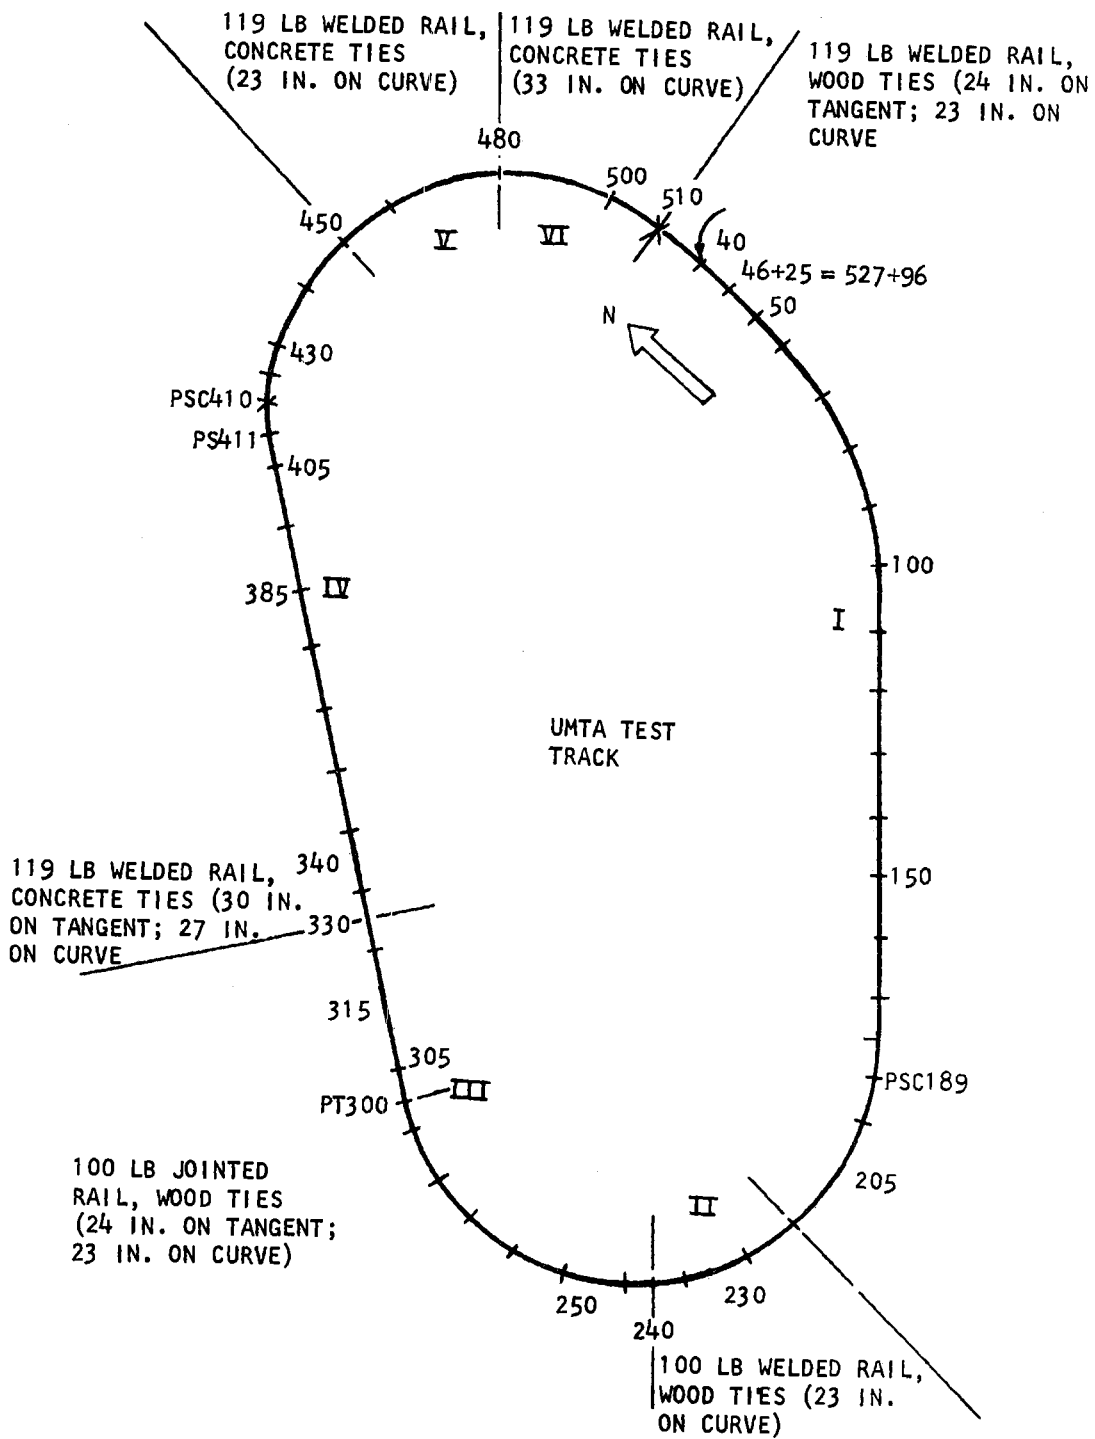 119 LB WELDED RAIL,
CONCRETE TIES
(23 IN. ON CURVE)
119 LB WELDED RAIL,
CONCRETE TIES
(33 IN. ON CURVE)
119 LB WELDED RAIL,
WOOD TIES (24 IN. ON
TANGENT; 23 IN. ON
CURVE
480
500
510
450
V
VI
40
46+25 = 527+96
50
N
430
PSC410
PS411
405
100
385
IV
I
UMTA TEST
TRACK
340
119 LB WELDED RAIL,
CONCRETE TIES (30 IN.
ON TANGENT; 27 IN.
ON CURVE
150
330
315
305
PSC189
PT300
III
100 LB JOINTED
RAIL, WOOD TIES
(24 IN. ON TANGENT;
23 IN. ON CURVE)
205
II
230
250
240
100 LB WELDED RAIL,
WOOD TIES (23 IN.
ON CURVE)